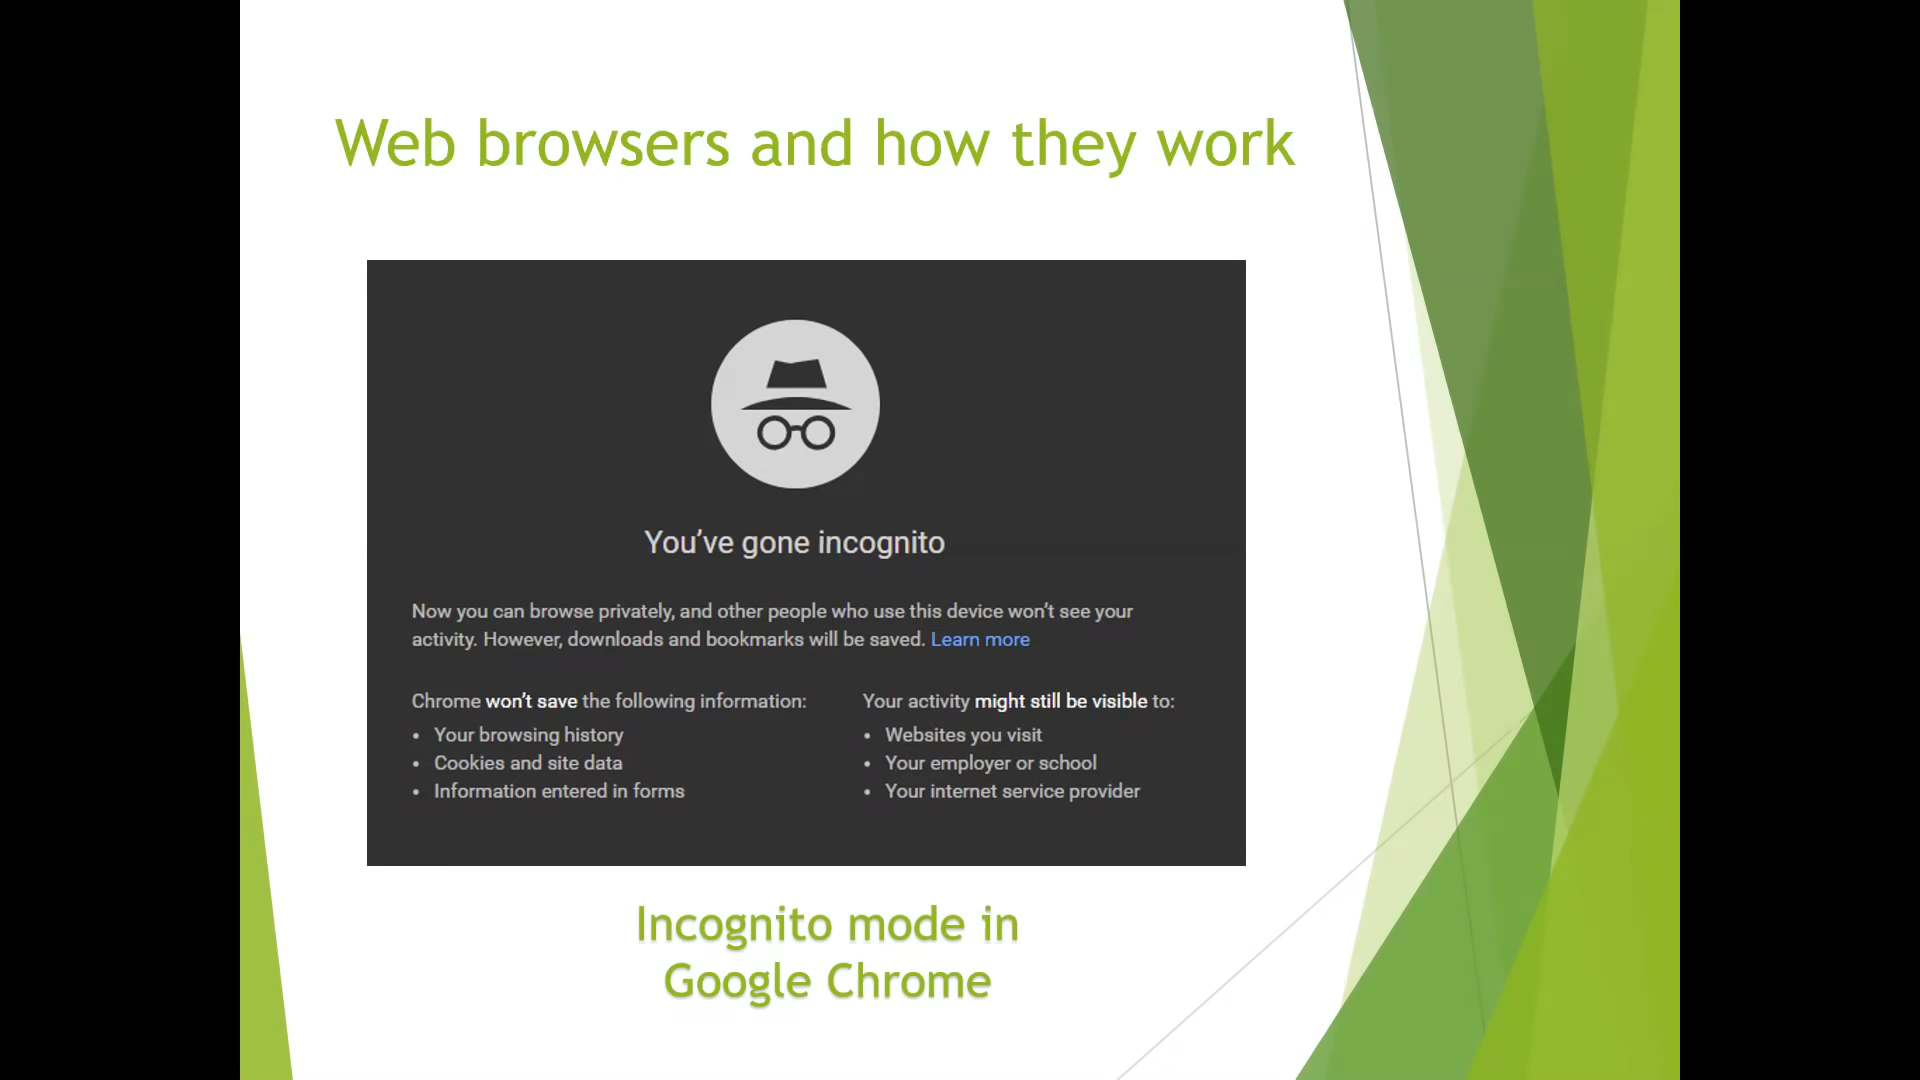 Web browsers and how they work
You’ve gone incognito
Now you can browse privately, and other people who use this device won’t see your
activity. However, downloads and bookmarks will be saved. Learn more
Chrome won’t save the following information:
• Your browsing history
• Cookies and site data
• Information entered in forms
Your activity might still be visible to:
• Websites you visit
• Your employer or school
• Your internet service provider
Incognito mode in
Google Chrome